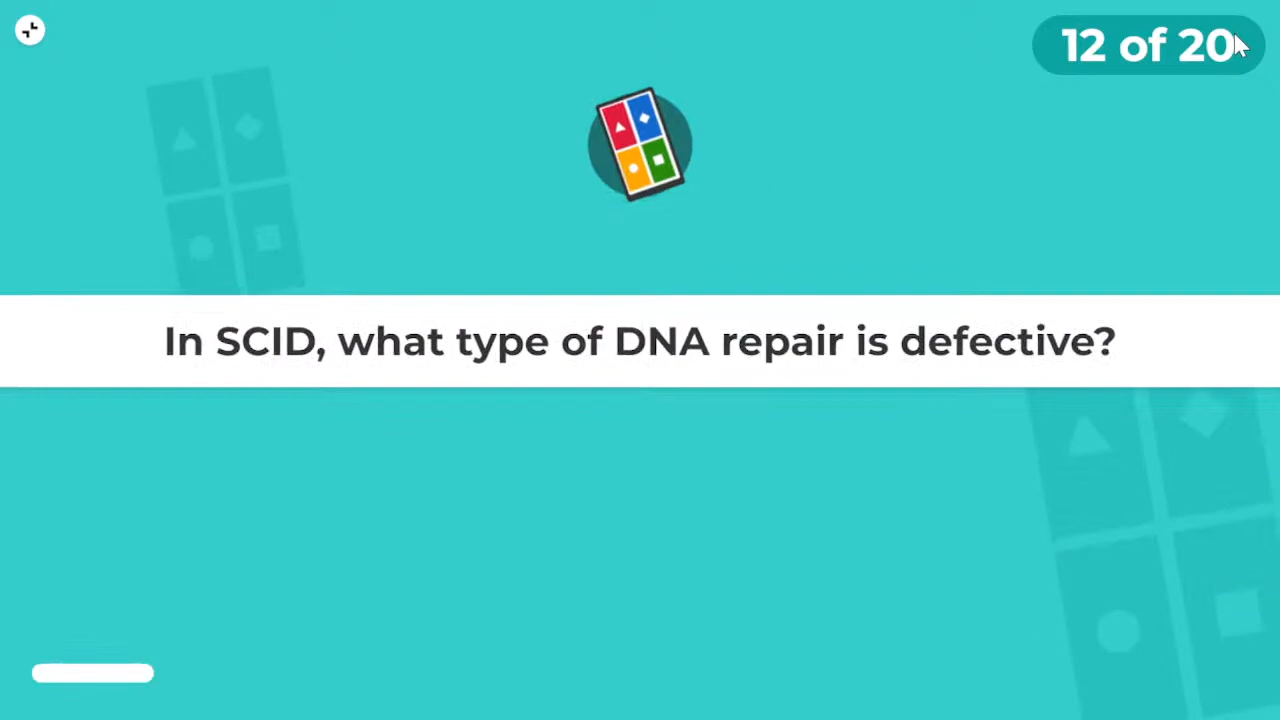 12 of 20
In SCID, what type of DNA repair is defective?